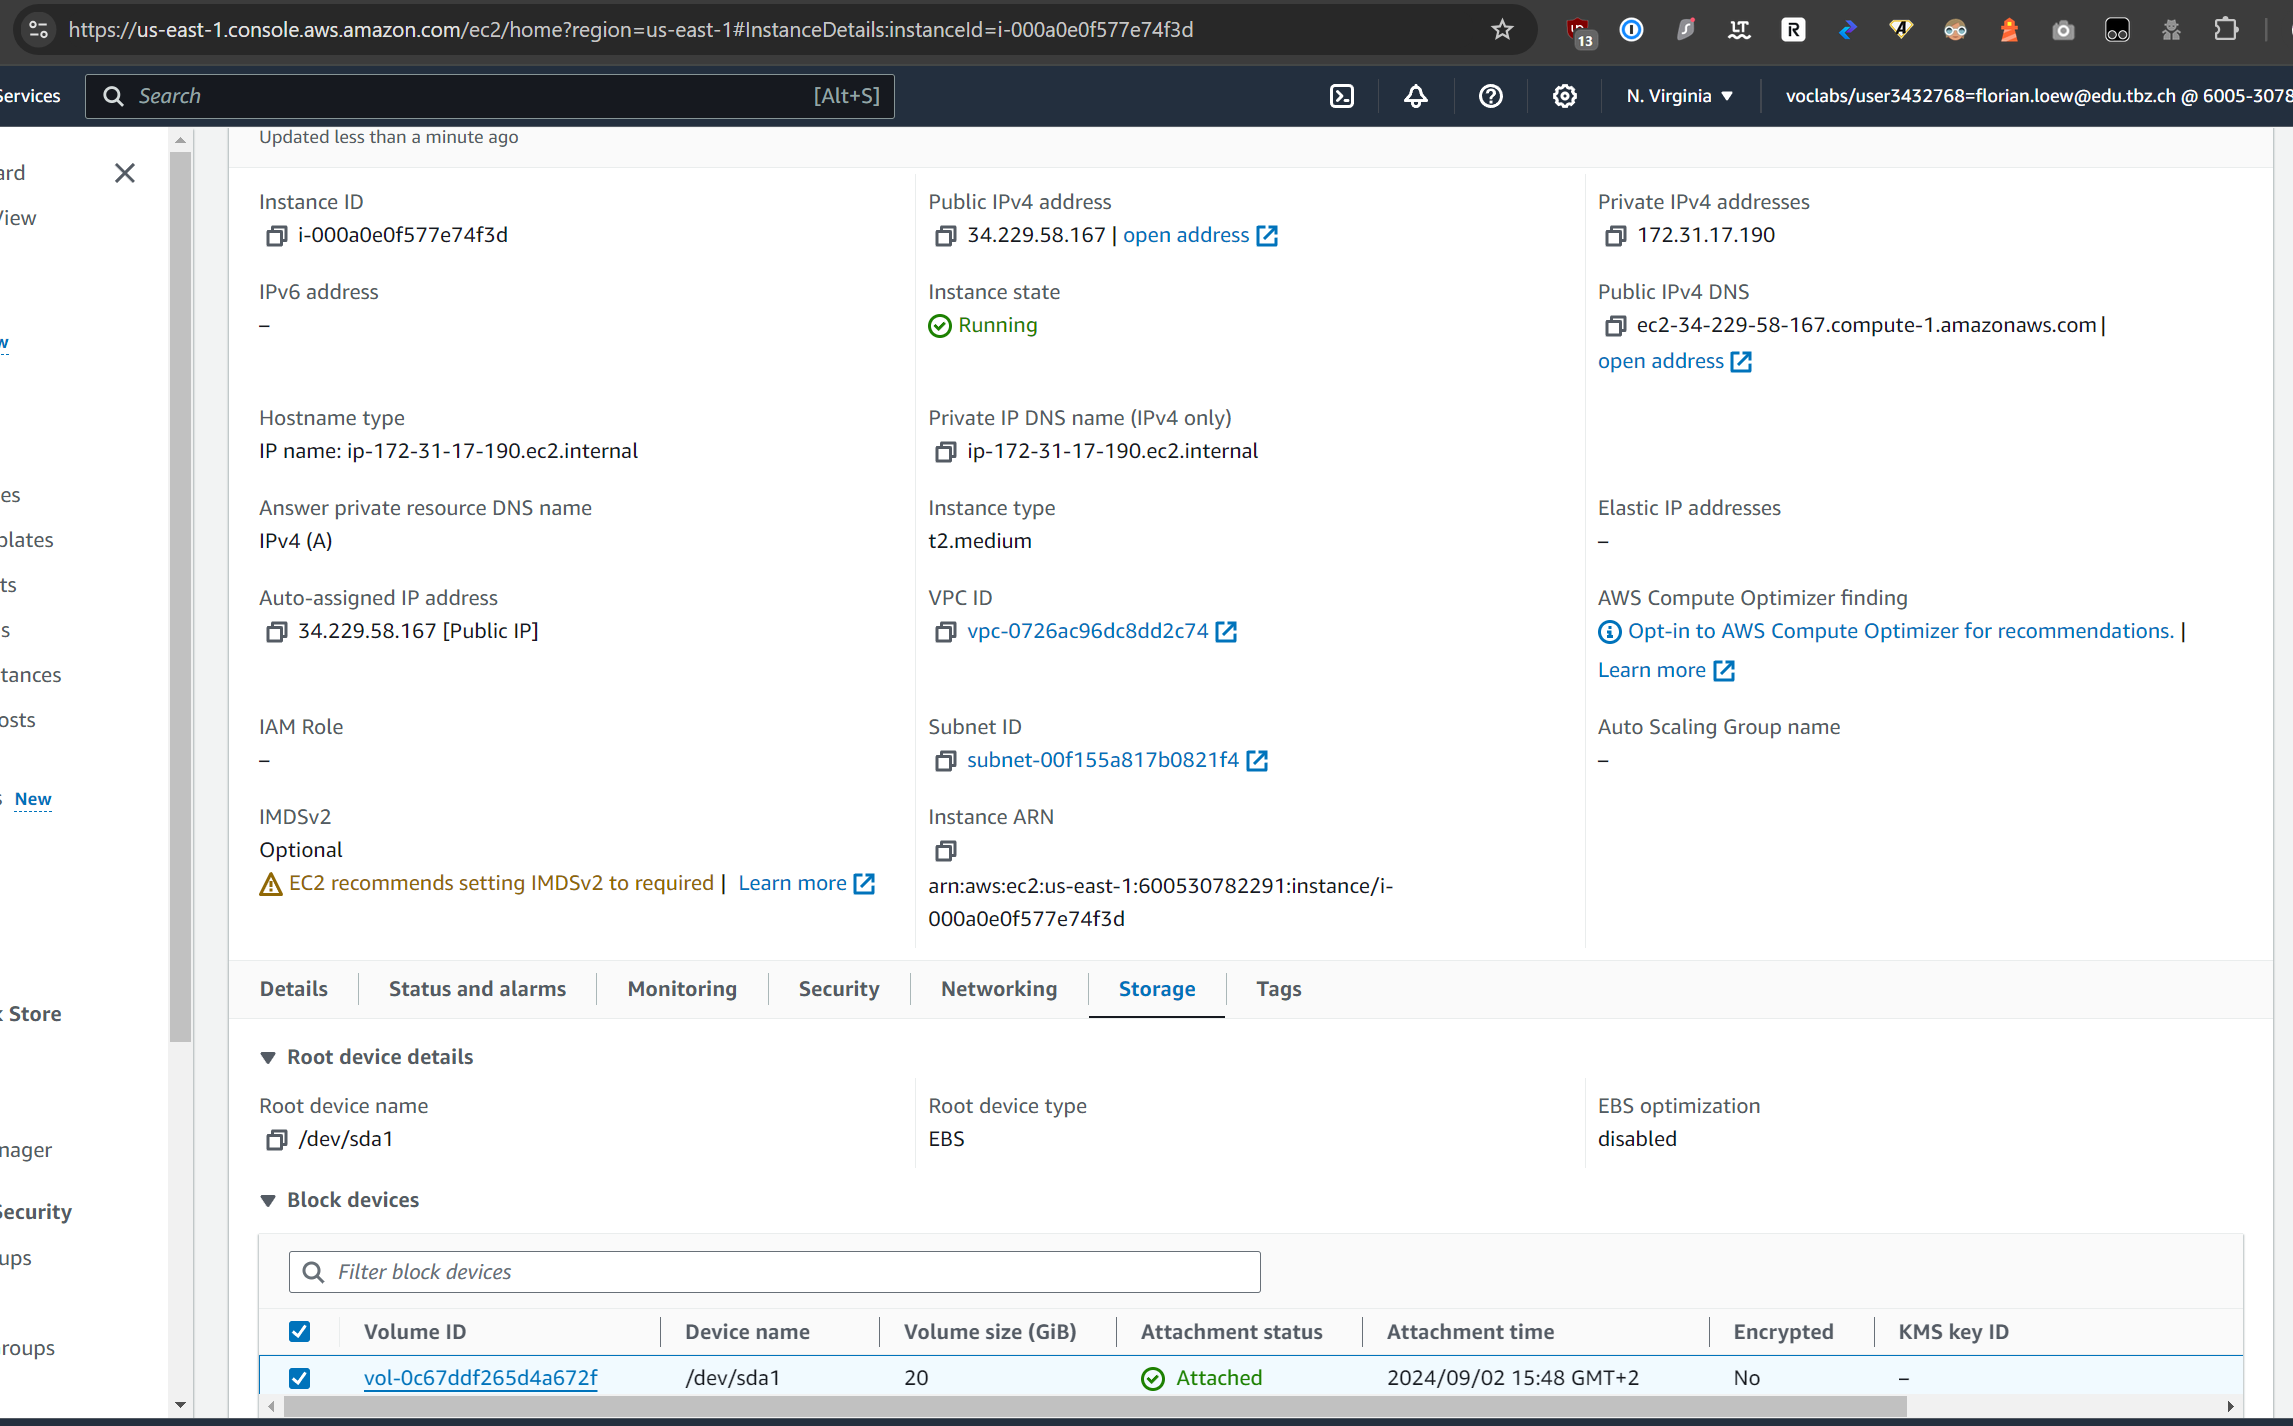 https://us-east-1.console.aws.amazon.com/ec2/home?region=us-east-1#InstanceDetails:instanceId=i-000a0e0f577e74f3d
13
Services
Search
[Alt+S]
N. Virginia
voclabs/user3432768=florian.loew@edu.tbz.ch @ 6005-3078
Updated less than a minute ago
ard
View
w
es
plates
ts
s
tances
osts
s New
k Store
nager
Security
ups
roups
Instance ID
i-000a0e0f577e74f3d
Public IPv4 address
34.229.58.167 | open address
Private IPv4 addresses
172.31.17.190
IPv6 address
–
Instance state
Running
Public IPv4 DNS
ec2-34-229-58-167.compute-1.amazonaws.com |
open address
Hostname type
IP name: ip-172-31-17-190.ec2.internal
Private IP DNS name (IPv4 only)
ip-172-31-17-190.ec2.internal
Answer private resource DNS name
IPv4 (A)
Instance type
t2.medium
Elastic IP addresses
–
Auto-assigned IP address
34.229.58.167 [Public IP]
VPC ID
vpc-0726ac96dc8dd2c74
AWS Compute Optimizer finding
Opt-in to AWS Compute Optimizer for recommendations. |
Learn more
IAM Role
–
Subnet ID
subnet-00f155a817b0821f4
Auto Scaling Group name
–
IMDSv2
Optional
EC2 recommends setting IMDSv2 to required | Learn more
Instance ARN
arn:aws:ec2:us-east-1:600530782291:instance/i-
000a0e0f577e74f3d
Details
Status and alarms
Monitoring
Security
Networking
Storage
Tags
Root device details
Root device name
/dev/sda1
Root device type
EBS
EBS optimization
disabled
Block devices
Filter block devices
Volume ID
Device name
Volume size (GiB)
Attachment status
Attachment time
Encrypted
KMS key ID
vol-0c67ddf265d4a672f
/dev/sda1
20
Attached
2024/09/02 15:48 GMT+2
No
–